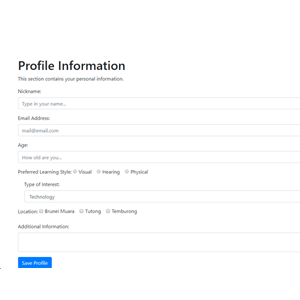 Profile Information
This section contains your personal information.
Nickname:
Type in your name...
Email Address:
mail@email.com
Age:
How old are you...
Preferred Learning Style: Visual Hearing Physical
Type of Interest:
Technology
Location: Brunei Muara Tutong Temburong
Additional Information:
Save Profile